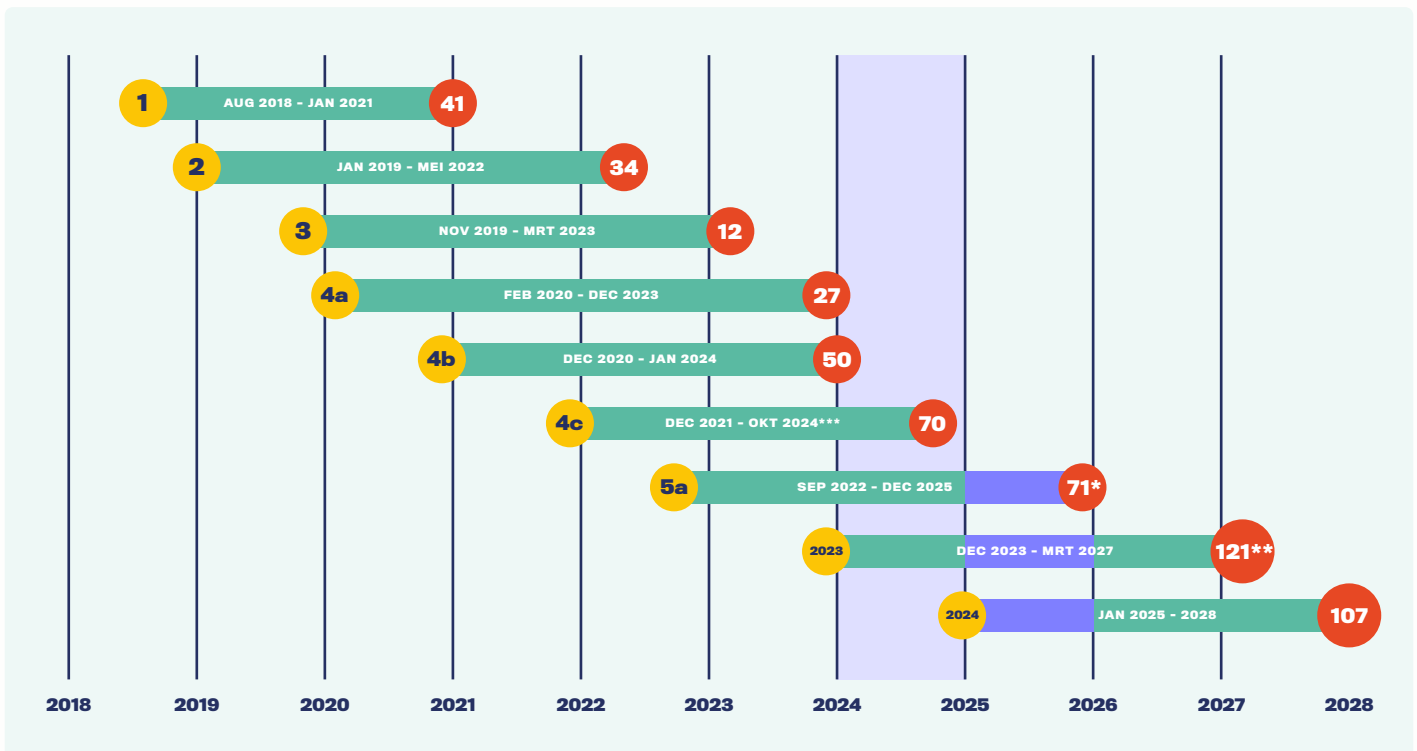 1 AUG 2018 - JAN 2021 41
2 JAN 2019 - MEI 2022 34
3 NOV 2019 - MRT 2023 12
4a FEB 2020 - DEC 2023 27
4b DEC 2020 - JAN 2024 50
4c DEC 2021 - OKT 2024*** 70
5a SEP 2022 - DEC 2025 71*
2023 DEC 2023 - MRT 2027 121**
2024 JAN 2025 - 2028 107
2018 2019 2020 2021 2022 2023 2024 2025 2026 2027 2028